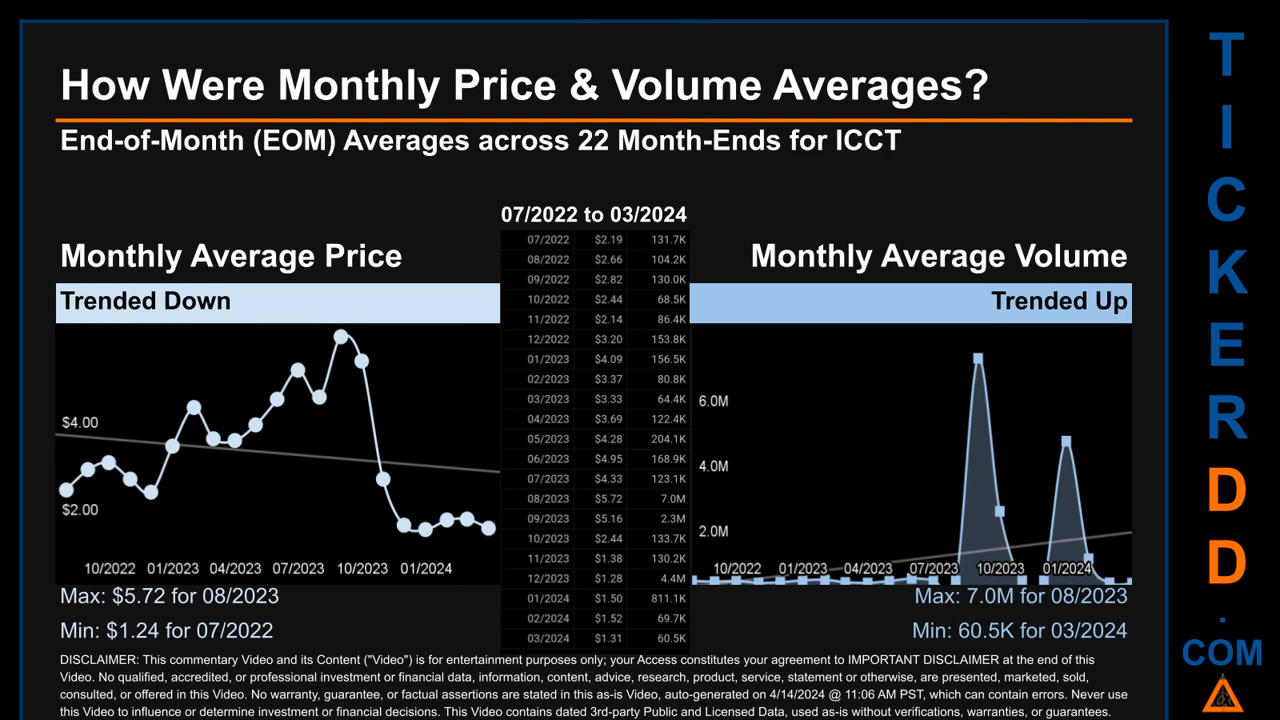 How Were Monthly Price & Volume Averages?
End-of-Month (EOM) Averages across 22 Month-Ends for ICCT
07/2022 to 03/2024
Monthly Average Price
Trended Down
$4.00
$2.00
10/2022 01/2023 04/2023 07/2023 10/2023 01/2024
Max: $5.72 for 08/2023
Min: $1.24 for 07/2022
07/2022 $2.19 131.7K
08/2022 $2.66 104.2K
09/2022 $2.82 130.0K
10/2022 $2.44 68.5K
11/2022 $2.14 86.4K
12/2022 $3.20 153.8K
01/2023 $4.09 156.5K
02/2023 $3.37 80.8K
03/2023 $3.33 64.4K
04/2023 $3.69 122.4K
05/2023 $4.28 204.1K
06/2023 $4.95 168.9K
07/2023 $4.33 123.1K
08/2023 $5.72 7.0M
09/2023 $5.16 2.3M
10/2023 $2.44 133.7K
11/2023 $1.38 130.2K
12/2023 $1.28 4.4M
01/2024 $1.50 811.1K
02/2024 $1.52 69.7K
03/2024 $1.31 60.5K
Monthly Average Volume
Trended Up
6.0M
4.0M
2.0M
10/2022 01/2023 04/2023 07/2023 10/2023 01/2024
Max: 7.0M for 08/2023
Min: 60.5K for 03/2024
DISCLAIMER: This commentary Video and its Content ("Video") is for entertainment purposes only; your Access constitutes your agreement to IMPORTANT DISCLAIMER at the end of this
Video. No qualified, accredited, or professional investment or financial data, information, content, advice, research, product, service, statement or otherwise, are presented, marketed, sold,
consulted, or offered in this Video. No warranty, guarantee, or factual assertions are stated in this as-is Video, auto-generated on 4/14/2024 @ 11:06 AM PST, which can contain errors. Never use
this Video to influence or determine investment or financial decisions. This Video contains dated 3rd-party Public and Licensed Data, used as-is without verifications, warranties, or guarantees.
T
I
C
K
E
R
D
D
.
COM